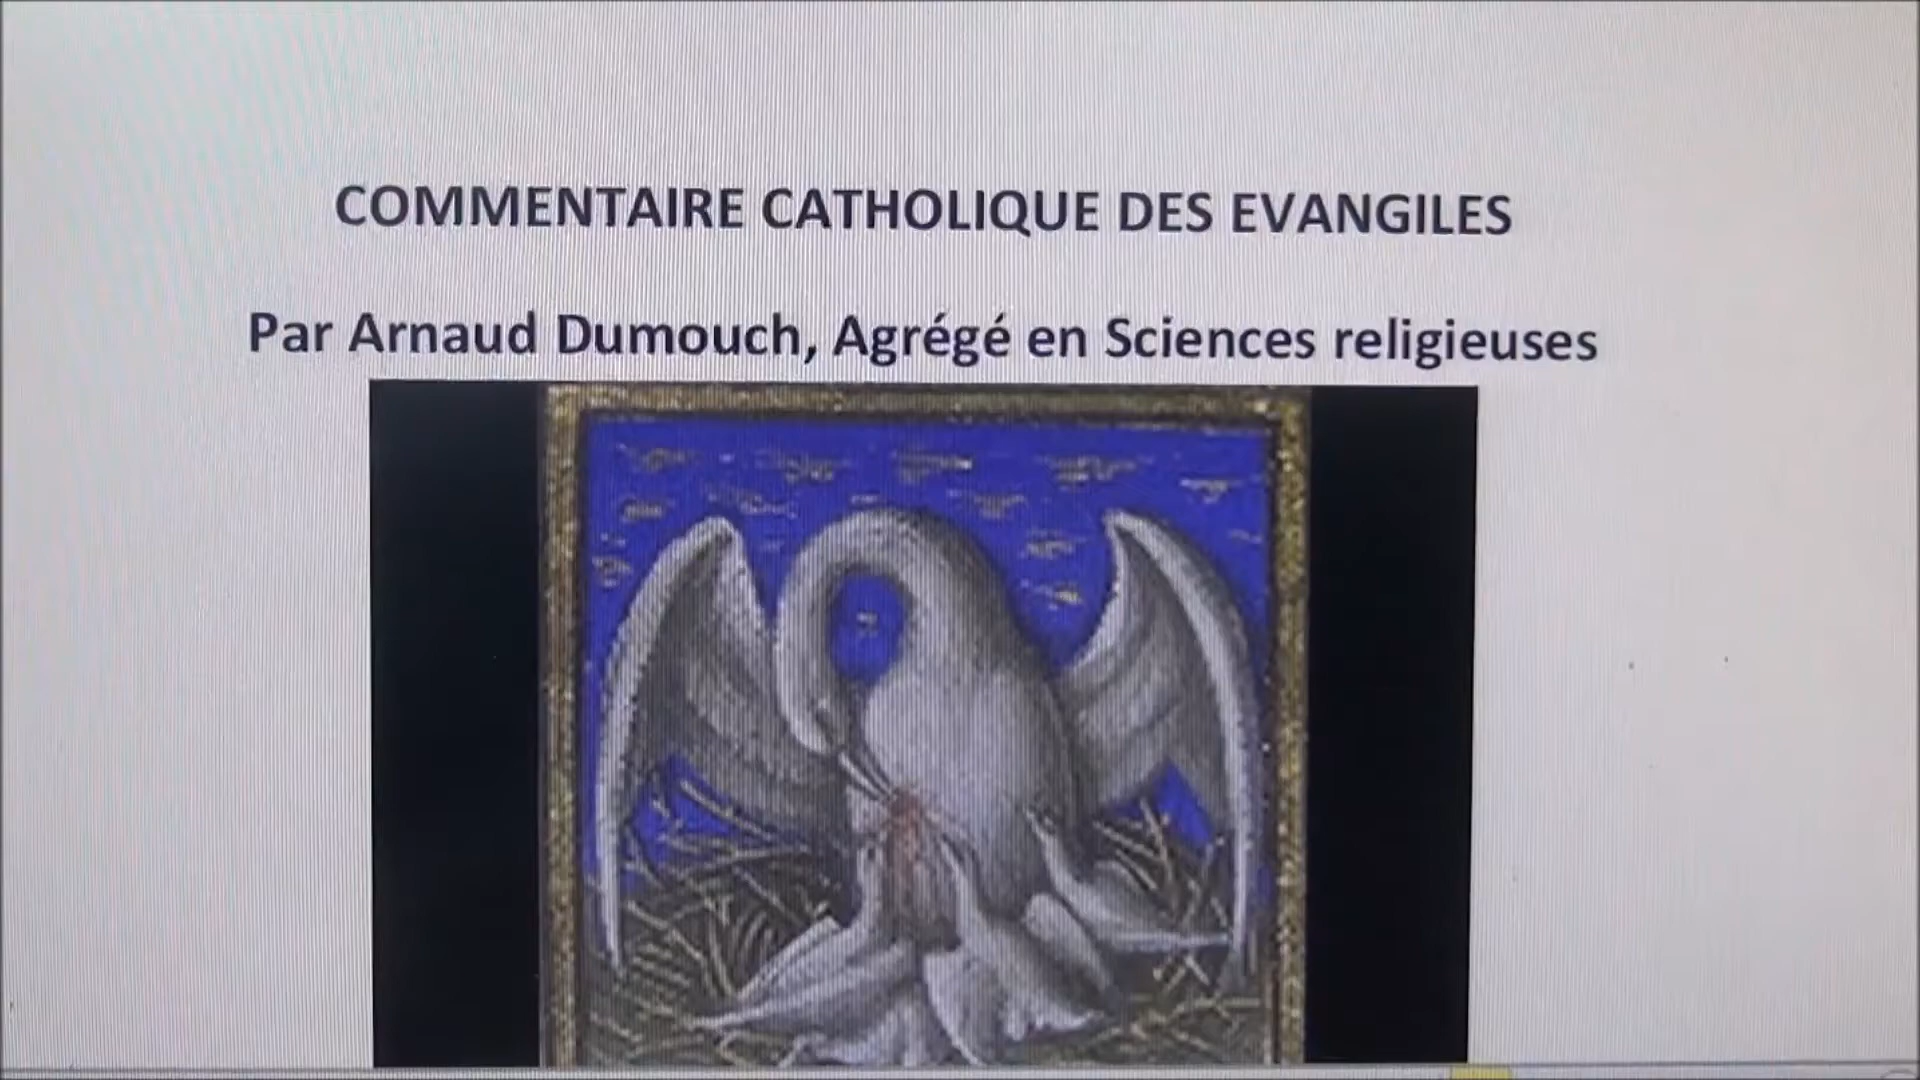 COMMENTAIRE CATHOLIQUE DES EVANGILES
Par Arnaud Dumouch, Agrégé en Sciences religieuses